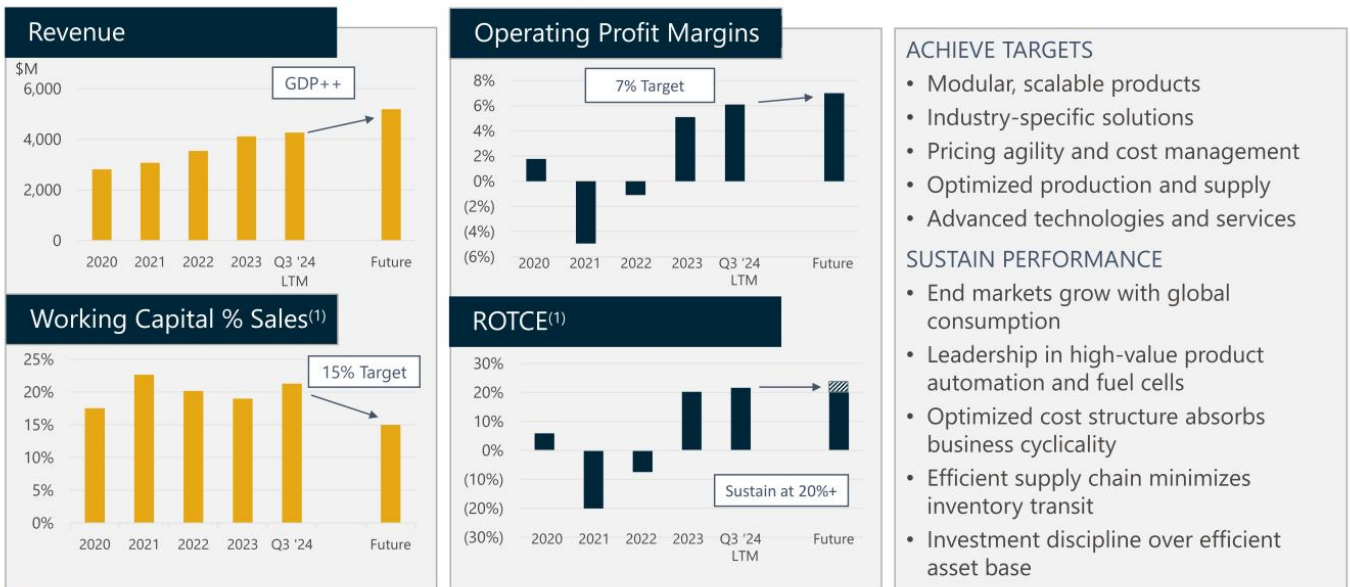 Revenue
$M
6,000
4,000
2,000
0
GDP++
2020 2021 2022 2023 Q3 '24 Future
LTM
Operating Profit Margins
8%
6%
4%
2%
0%
(2%)
(4%)
(6%)
7% Target
2020 2021 2022 2023 Q3 '24 Future
LTM
Working Capital % Sales(1)
25%
20%
15%
10%
5%
0%
15% Target
2020 2021 2022 2023 Q3 '24 Future
ROTCE(1)
30%
20%
10%
0%
(10%)
(20%)
(30%)
Sustain at 20%+
2020 2021 2022 2023 Q3 '24 Future
LTM
ACHIEVE TARGETS
• Modular, scalable products
• Industry-specific solutions
• Pricing agility and cost management
• Optimized production and supply
• Advanced technologies and services
SUSTAIN PERFORMANCE
• End markets grow with global
consumption
• Leadership in high-value product
automation and fuel cells
• Optimized cost structure absorbs
business cyclicality
• Efficient supply chain minimizes
inventory transit
• Investment discipline over efficient
asset base